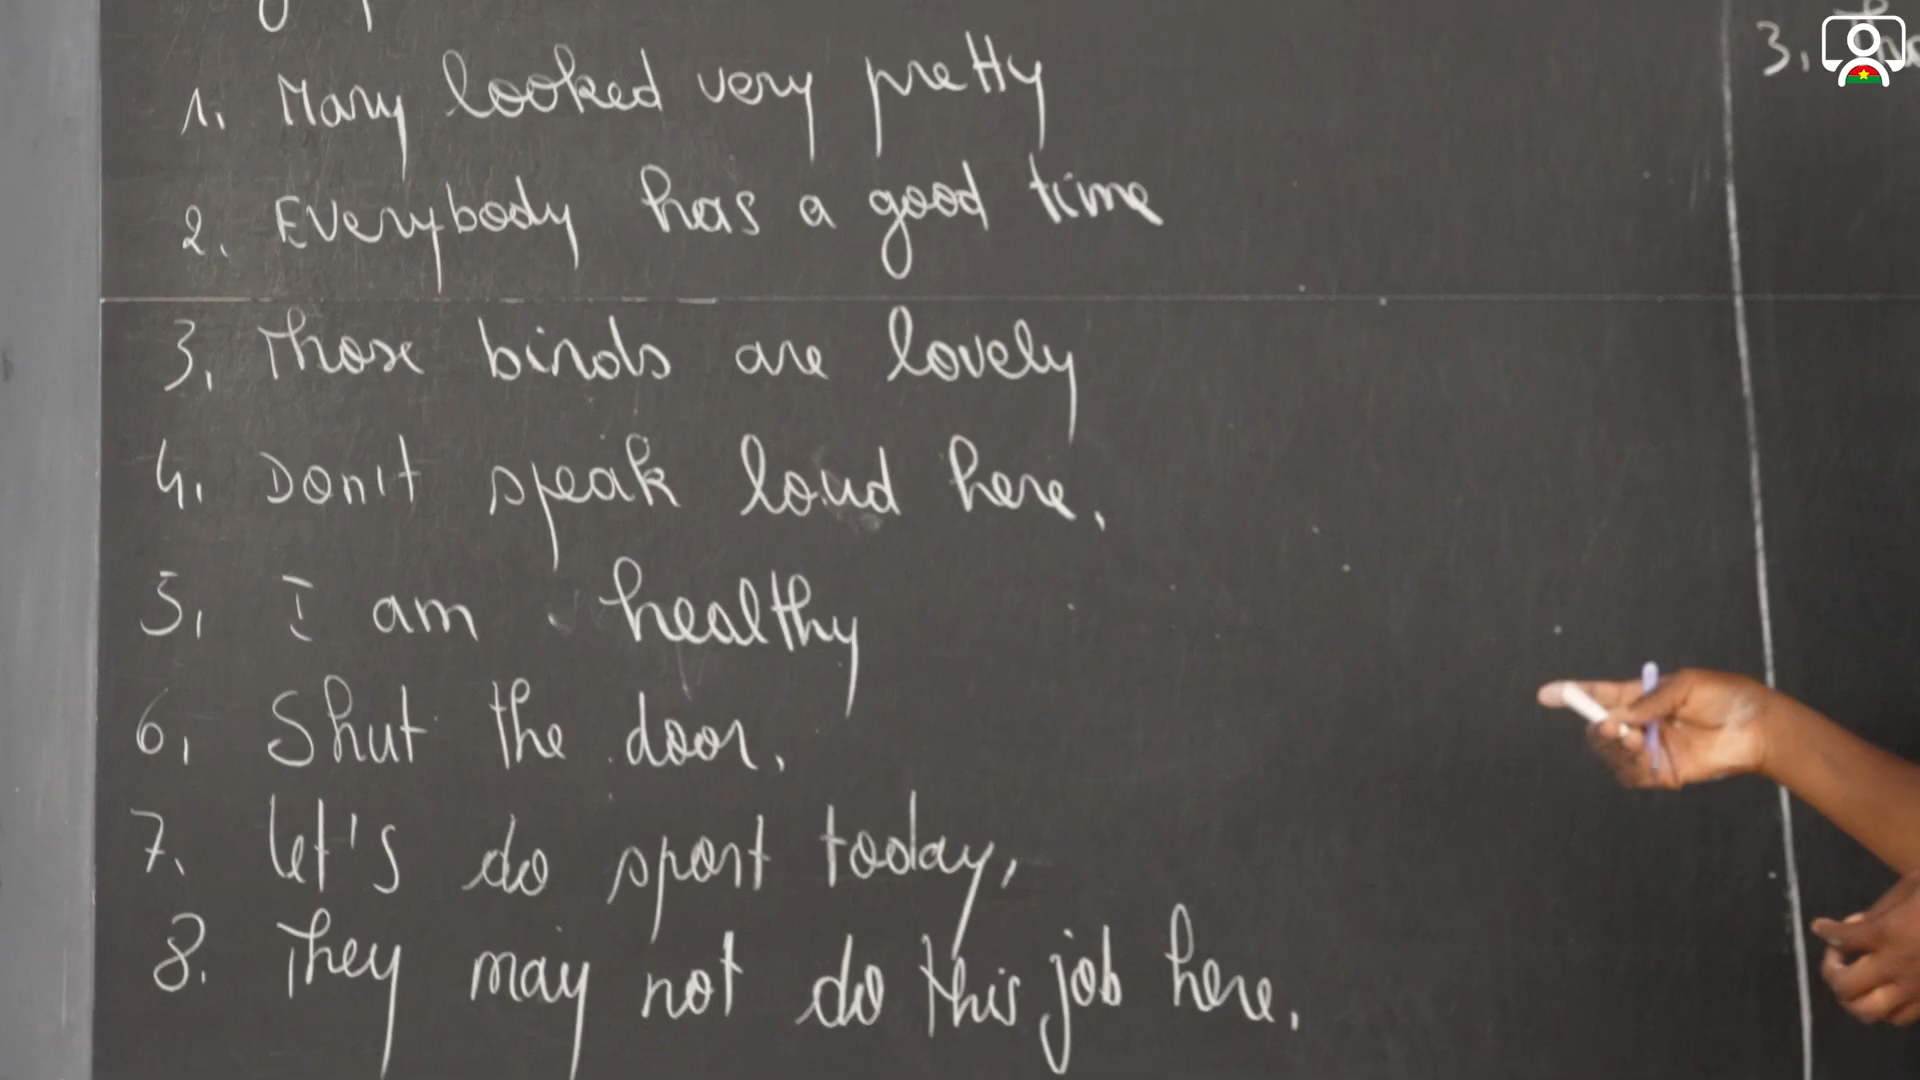 1. Mary looked very pretty
2. Everybody has a good time
3. Those birds are lovely
4. Don't speak loud here.
5. I am healthy
6. Shut the door.
7. Let's do sport today.
8. They may not do this job here.
3.